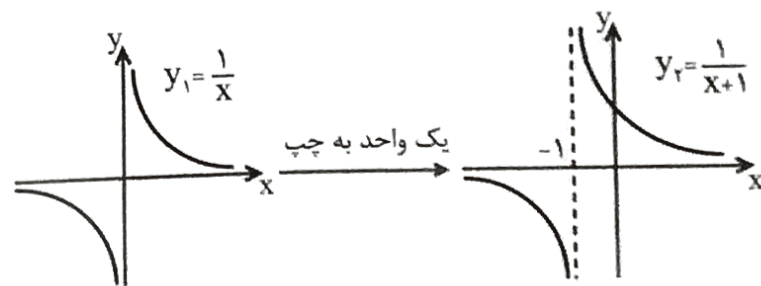 y
y₁ = ۱/x
x
یک واحد به چپ
y
y₂ = ۱/(x+۱)
-۱
x